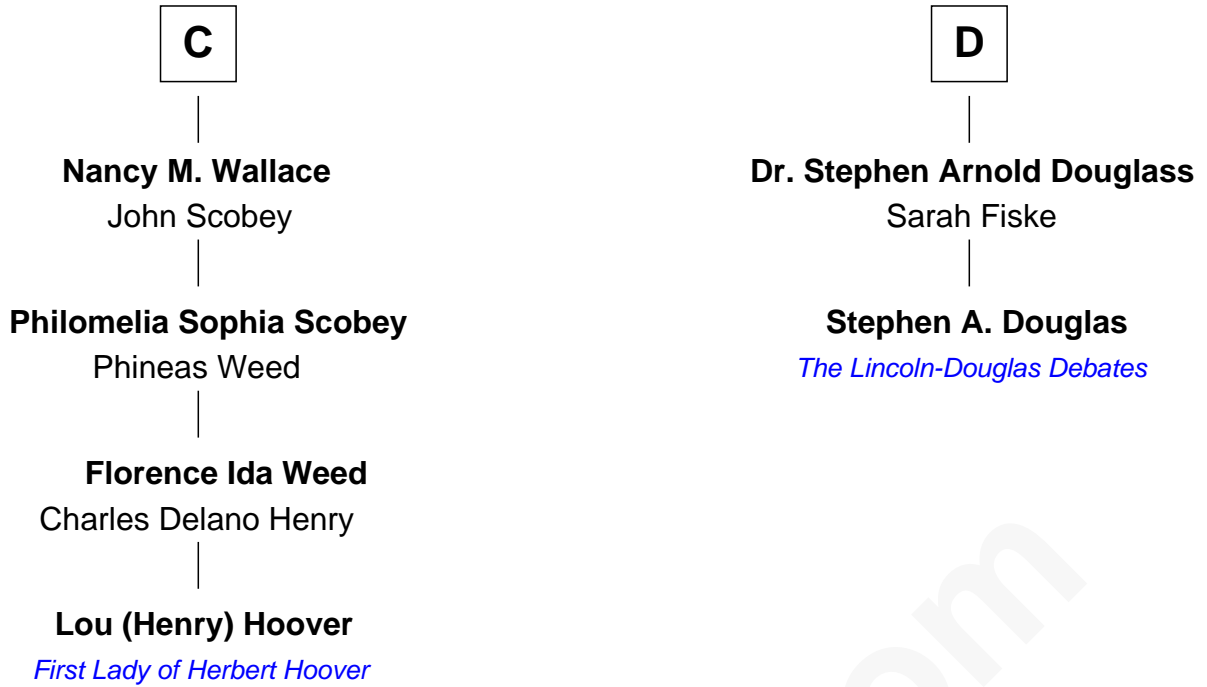 C
Nancy M. Wallace
John Scobey
Philomelia Sophia Scobey
Phineas Weed
Florence Ida Weed
Charles Delano Henry
Lou (Henry) Hoover
First Lady of Herbert Hoover
D
Dr. Stephen Arnold Douglass
Sarah Fiske
Stephen A. Douglas
The Lincoln-Douglas Debates
om